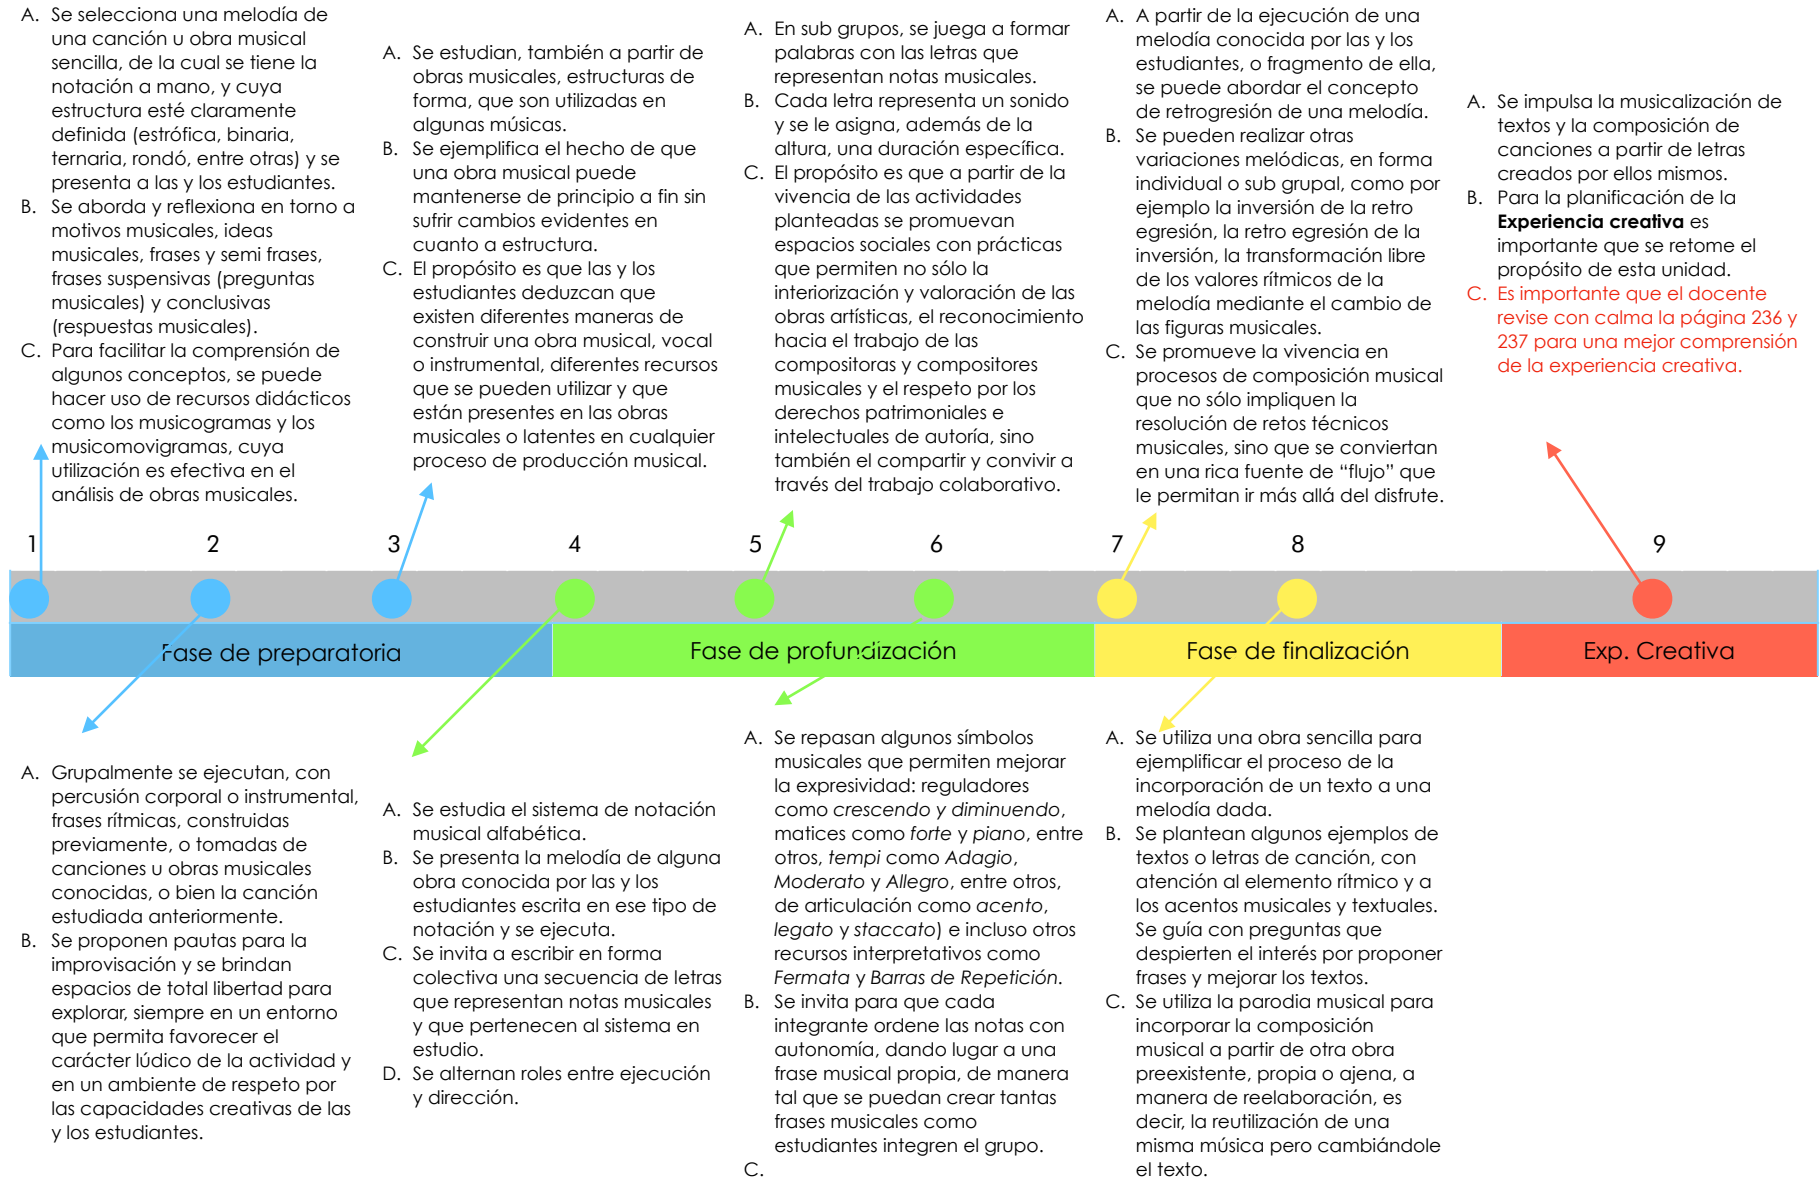 A. Se selecciona una melodía de
una canción u obra musical
sencilla, de la cual se tiene la
notación a mano, y cuya
estructura esté claramente
definida (estrófica, binaria,
ternaria, rondó, entre otras) y se
presenta a las y los estudiantes.
B. Se aborda y reflexiona en torno a
motivos musicales, ideas
musicales, frases y semi frases,
frases suspensivas (preguntas
musicales) y conclusivas
(respuestas musicales).
C. Para facilitar la comprensión de
algunos conceptos, se puede
hacer uso de recursos didácticos
como los musicogramas y los
musicomovigramas, cuya
utilización es efectiva en el
análisis de obras musicales.
A. Se estudian, también a partir de
obras musicales, estructuras de
forma, que son utilizadas en
algunas músicas.
B. Se ejemplifica el hecho de que
una obra musical puede
mantenerse de principio a fin sin
sufrir cambios evidentes en
cuanto a estructura.
C. El propósito es que las y los
estudiantes deduzcan que
existen diferentes maneras de
construir una obra musical, vocal
o instrumental, diferentes recursos
que se pueden utilizar y que
están presentes en las obras
musicales o latentes en cualquier
proceso de producción musical.
A. En sub grupos, se juega a formar
palabras con las letras que
representan notas musicales.
B. Cada letra representa un sonido
y se le asigna, además de la
altura, una duración específica.
C. El propósito es que a partir de la
vivencia de las actividades
planteadas se promuevan
espacios sociales con prácticas
que permiten no sólo la
interiorización y valoración de las
obras artísticas, el reconocimiento
hacia el trabajo de las
compositoras y compositores
musicales y el respeto por los
derechos patrimoniales e
intelectuales de autoría, sino
también el compartir y convivir a
través del trabajo colaborativo.
A. A partir de la ejecución de una
melodía conocida por las y los
estudiantes, o fragmento de ella,
se puede abordar el concepto
de retrogresión de una melodía.
B. Se pueden realizar otras
variaciones melódicas, en forma
individual o sub grupal, como por
ejemplo la inversión de la retro
egresión, la retro egresión de la
inversión, la transformación libre
de los valores rítmicos de la
melodía mediante el cambio de
las figuras musicales.
C. Se promueve la vivencia en
procesos de composición musical
que no sólo impliquen la
resolución de retos técnicos
musicales, sino que se conviertan
en una rica fuente de “flujo” que
le permitan ir más allá del disfrute.
A. Se impulsa la musicalización de
textos y la composición de
canciones a partir de letras
creados por ellos mismos.
B. Para la planificación de la
Experiencia creativa es
importante que se retome el
propósito de esta unidad.
C. Es importante que el docente
revise con calma la página 236 y
237 para una mejor comprensión
de la experiencia creativa.
1 2 3 4 5 6 7 8 9
Fase de preparatoria Fase de profundización Fase de finalización Exp. Creativa
A. Grupalmente se ejecutan, con
percusión corporal o instrumental,
frases rítmicas, construidas
previamente, o tomadas de
canciones u obras musicales
conocidas, o bien la canción
estudiada anteriormente.
B. Se proponen pautas para la
improvisación y se brindan
espacios de total libertad para
explorar, siempre en un entorno
que permita favorecer el
carácter lúdico de la actividad y
en un ambiente de respeto por
las capacidades creativas de las
y los estudiantes.
A. Se estudia el sistema de notación
musical alfabética.
B. Se presenta la melodía de alguna
obra conocida por las y los
estudiantes escrita en ese tipo de
notación y se ejecuta.
C. Se invita a escribir en forma
colectiva una secuencia de letras
que representan notas musicales
y que pertenecen al sistema en
estudio.
D. Se alternan roles entre ejecución
y dirección.
A. Se repasan algunos símbolos
musicales que permiten mejorar
la expresividad: reguladores
como crescendo y diminuendo,
matices como forte y piano, entre
otros, tempi como Adagio,
Moderato y Allegro, entre otros,
de articulación como acento,
legato y staccato) e incluso otros
recursos interpretativos como
Fermata y Barras de Repetición.
B. Se invita para que cada
integrante ordene las notas con
autonomía, dando lugar a una
frase musical propia, de manera
tal que se puedan crear tantas
frases musicales como
estudiantes integren el grupo.
C.
A. Se utiliza una obra sencilla para
ejemplificar el proceso de la
incorporación de un texto a una
melodía dada.
B. Se plantean algunos ejemplos de
textos o letras de canción, con
atención al elemento rítmico y a
los acentos musicales y textuales.
Se guía con preguntas que
despierten el interés por proponer
frases y mejorar los textos.
C. Se utiliza la parodia musical para
incorporar la composición
musical a partir de otra obra
preexistente, propia o ajena, a
manera de reelaboración, es
decir, la reutilización de una
misma música pero cambiándole
el texto.